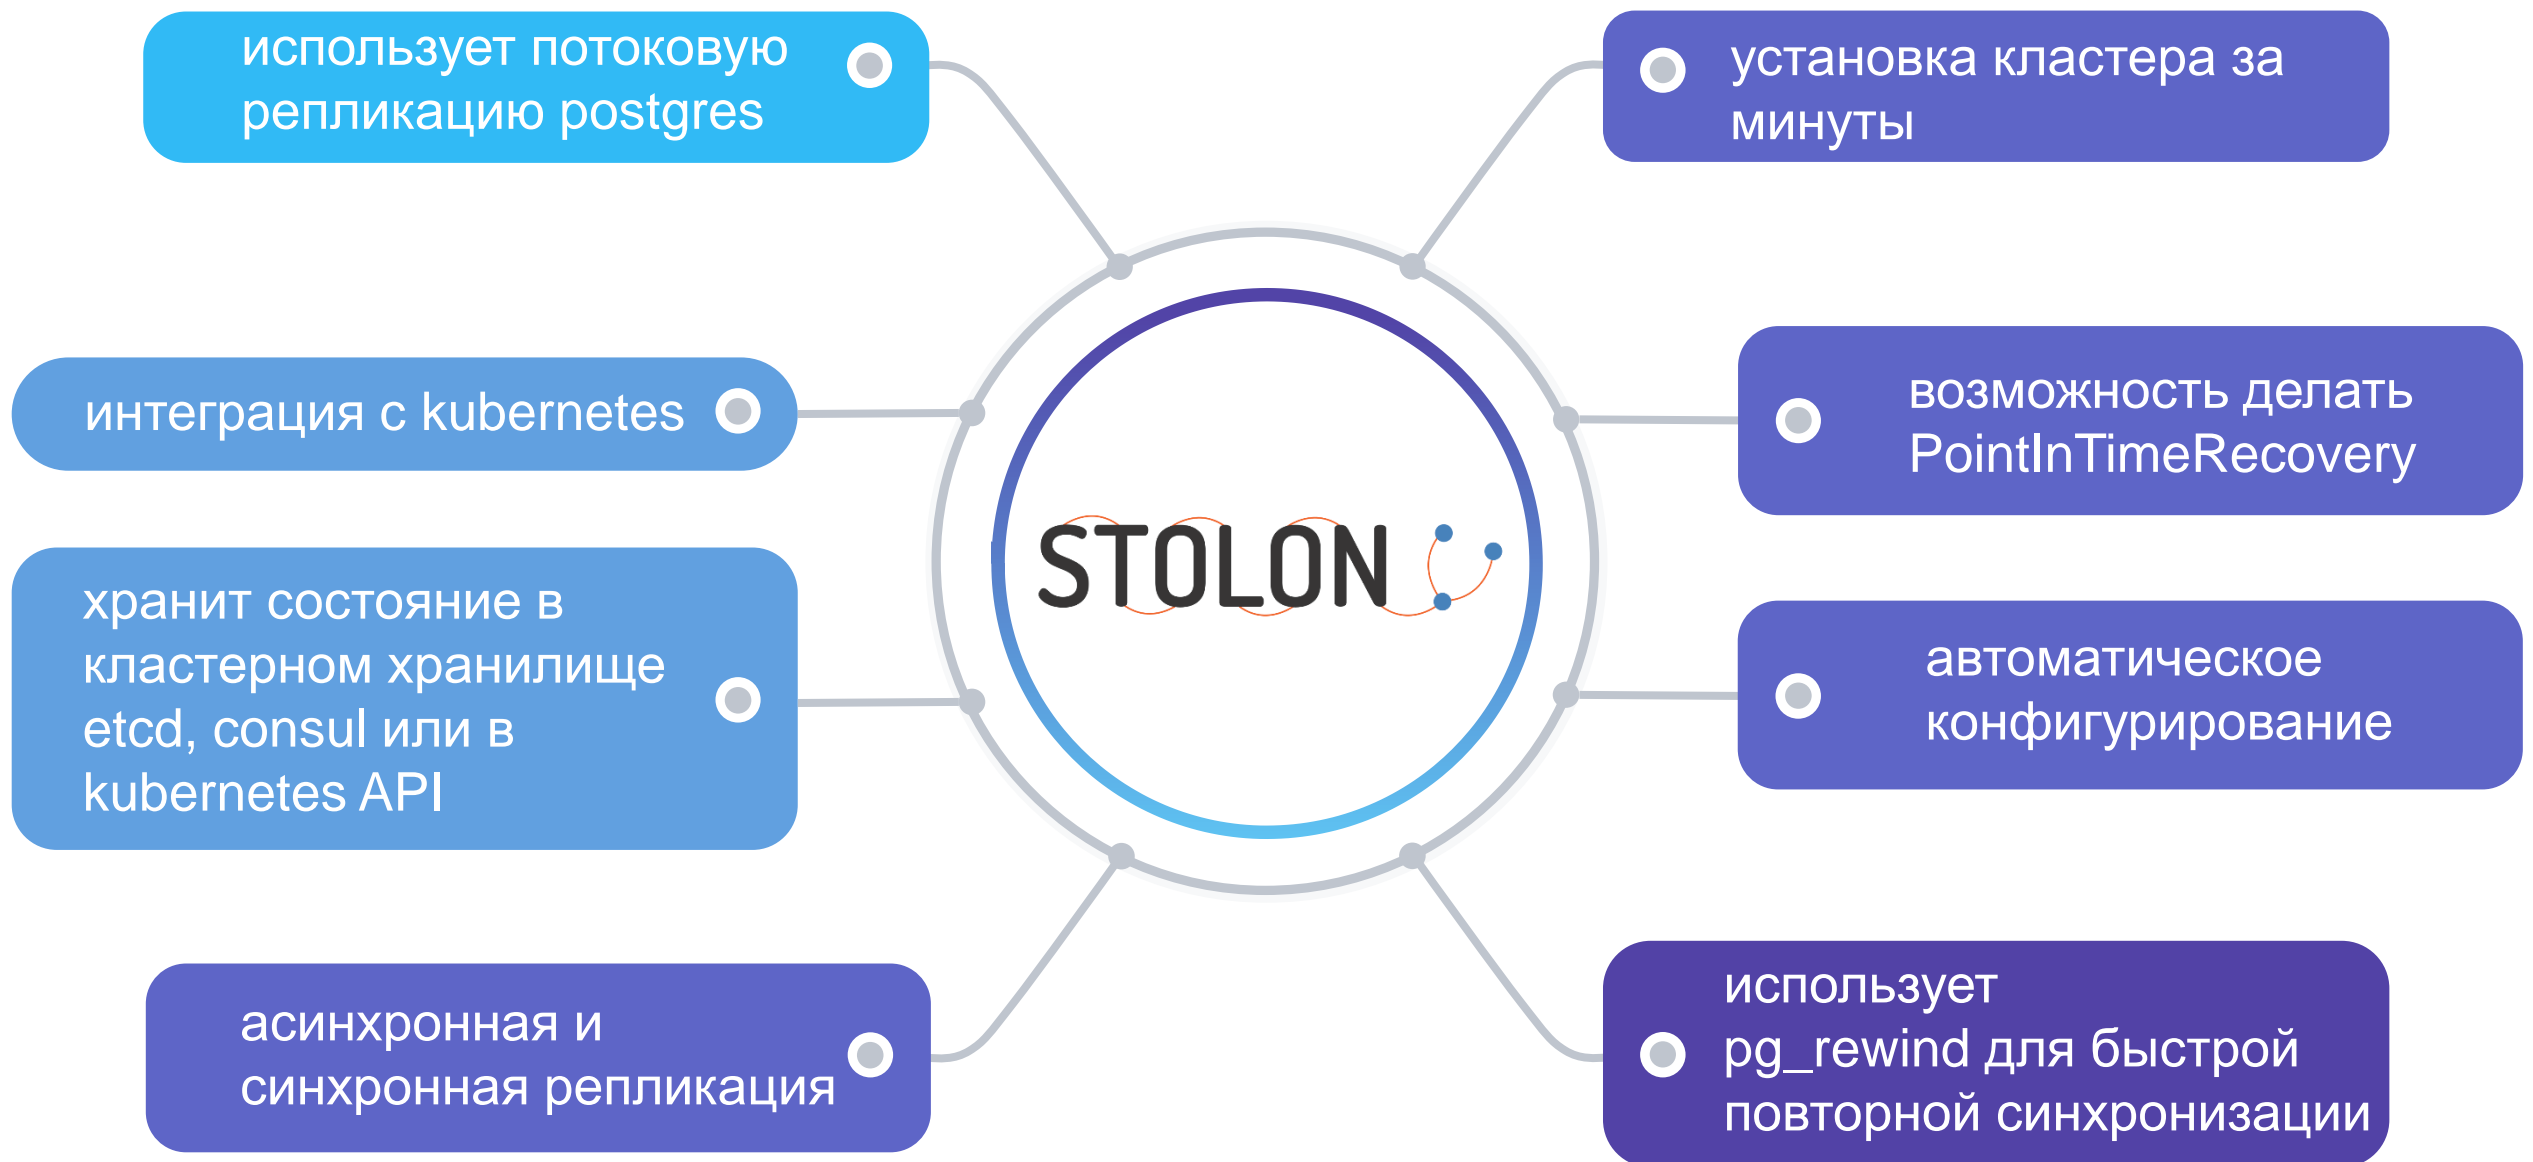 использует потоковую
репликацию postgres
интеграция с kubernetes
хранит состояние в
кластерном хранилище
etcd, consul или в
kubernetes API
асинхронная и
синхронная репликация
STOLON
установка кластера за
минуты
возможность делать
PointInTimeRecovery
автоматическое
конфигурирование
использует
pg_rewind для быстрой
повторной синхронизации